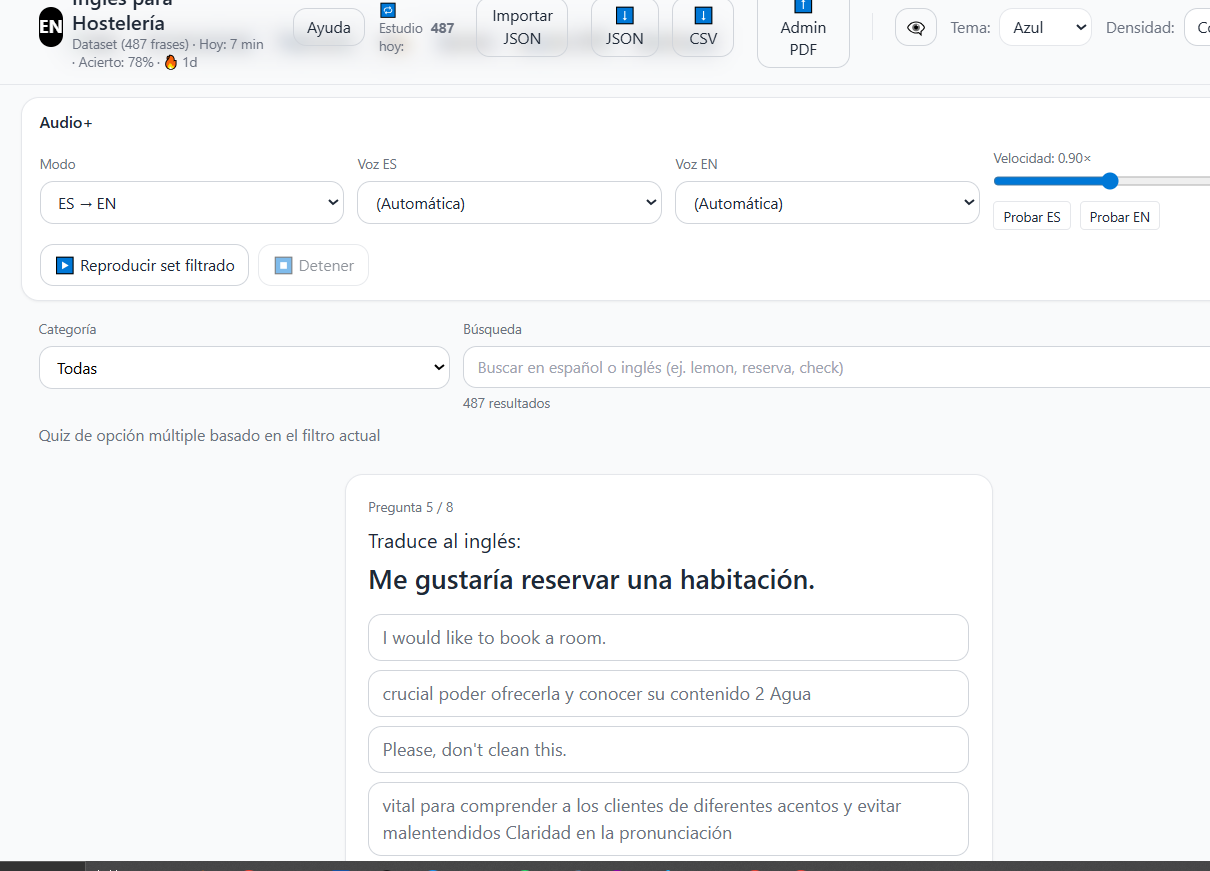 EN
Inglés para
Hostelería
Dataset (487 frases) · Hoy: 7 min
· Acierto: 78% · 🔥 1d
Ayuda
Estudio 487
hoy:
Importar
JSON
JSON
CSV
Admin
PDF
Tema: Azul
Densidad:
Audio+
Modo
ES → EN
Voz ES
(Automática)
Voz EN
(Automática)
Velocidad: 0.90×
Probar ES
Probar EN
Reproducir set filtrado
Detener
Categoría
Todas
Búsqueda
Buscar en español o inglés (ej. lemon, reserva, check)
487 resultados
Quiz de opción múltiple basado en el filtro actual
Pregunta 5 / 8
Traduce al inglés:
Me gustaría reservar una habitación.
I would like to book a room.
crucial poder ofrecerla y conocer su contenido 2 Agua
Please, don't clean this.
vital para comprender a los clientes de diferentes acentos y evitar
malentendidos Claridad en la pronunciación